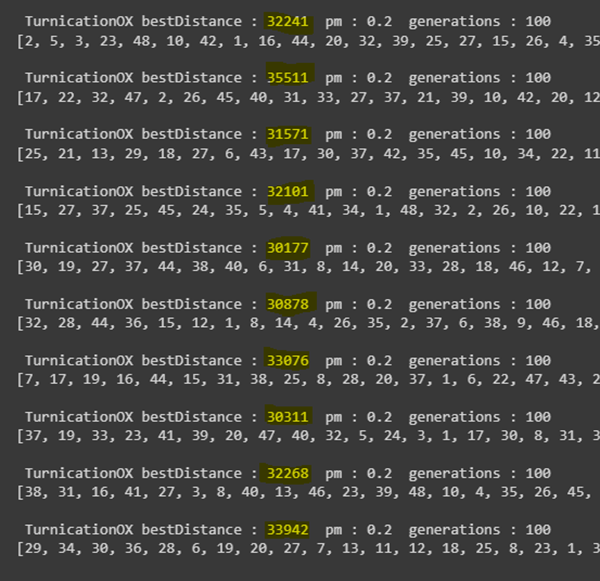 TurnicationOX bestDistance : 32241 pm : 0.2 generations : 100
[2, 5, 3, 23, 48, 10, 42, 1, 16, 44, 20, 32, 39, 25, 27, 15, 26, 4, 35
TurnicationOX bestDistance : 35511 pm : 0.2 generations : 100
[17, 22, 32, 47, 2, 26, 45, 40, 31, 33, 27, 37, 21, 39, 10, 42, 20, 12
TurnicationOX bestDistance : 31571 pm : 0.2 generations : 100
[25, 21, 13, 29, 18, 27, 6, 43, 17, 30, 37, 42, 35, 45, 10, 34, 22, 11
TurnicationOX bestDistance : 32101 pm : 0.2 generations : 100
[15, 27, 37, 25, 45, 24, 35, 5, 4, 41, 34, 1, 48, 32, 2, 26, 10, 22, 1
TurnicationOX bestDistance : 30177 pm : 0.2 generations : 100
[30, 19, 27, 37, 44, 38, 40, 6, 31, 8, 14, 20, 33, 28, 18, 46, 12, 7,
TurnicationOX bestDistance : 30878 pm : 0.2 generations : 100
[32, 28, 44, 36, 15, 12, 1, 8, 14, 4, 26, 35, 2, 37, 6, 38, 9, 46, 18,
TurnicationOX bestDistance : 33076 pm : 0.2 generations : 100
[7, 17, 19, 16, 44, 15, 31, 38, 25, 8, 28, 20, 37, 1, 6, 22, 47, 43, 2
TurnicationOX bestDistance : 30311 pm : 0.2 generations : 100
[37, 19, 33, 23, 41, 39, 20, 47, 40, 32, 5, 24, 3, 1, 17, 30, 8, 31, 3
TurnicationOX bestDistance : 32268 pm : 0.2 generations : 100
[38, 31, 16, 41, 27, 3, 8, 40, 13, 46, 23, 39, 48, 10, 4, 35, 26, 45,
TurnicationOX bestDistance : 33942 pm : 0.2 generations : 100
[29, 34, 30, 36, 28, 6, 19, 20, 27, 7, 13, 11, 12, 18, 25, 8, 23, 1, 3